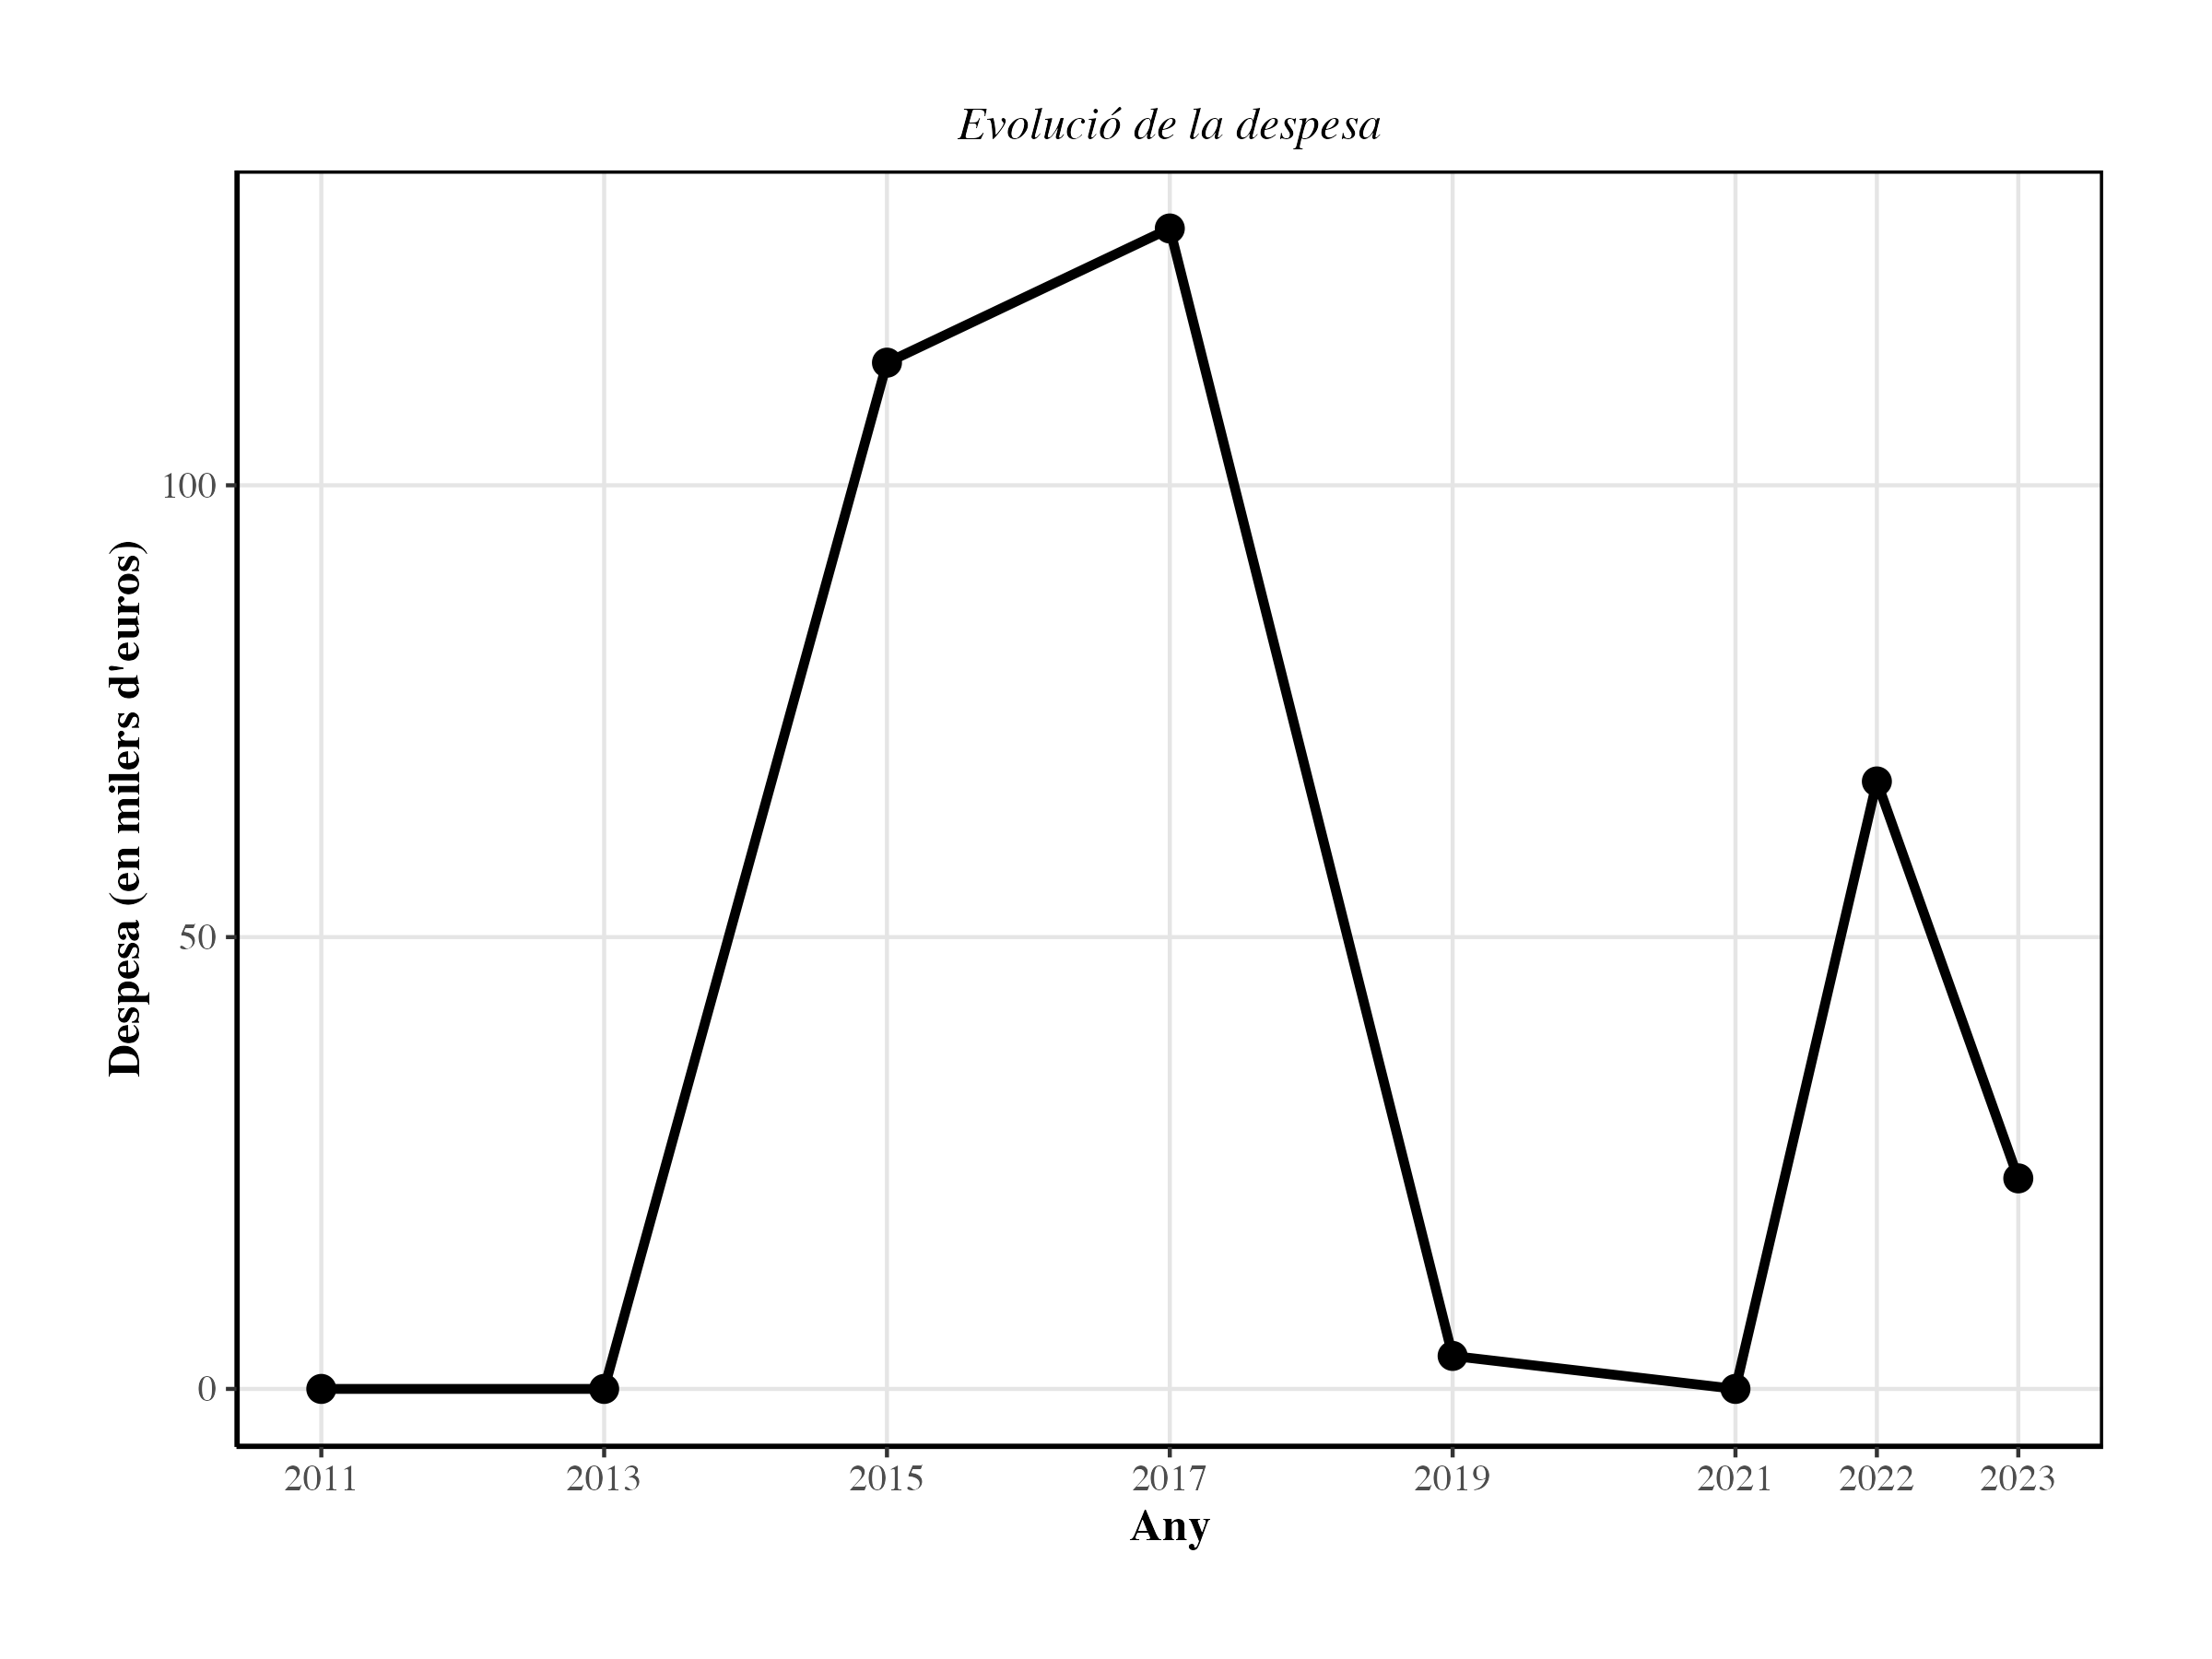 Evolució de la despesa
Despesa (en milers d'euros)
100
50
0
2011 2013 2015 2017 2019 2021 2022 2023
Any